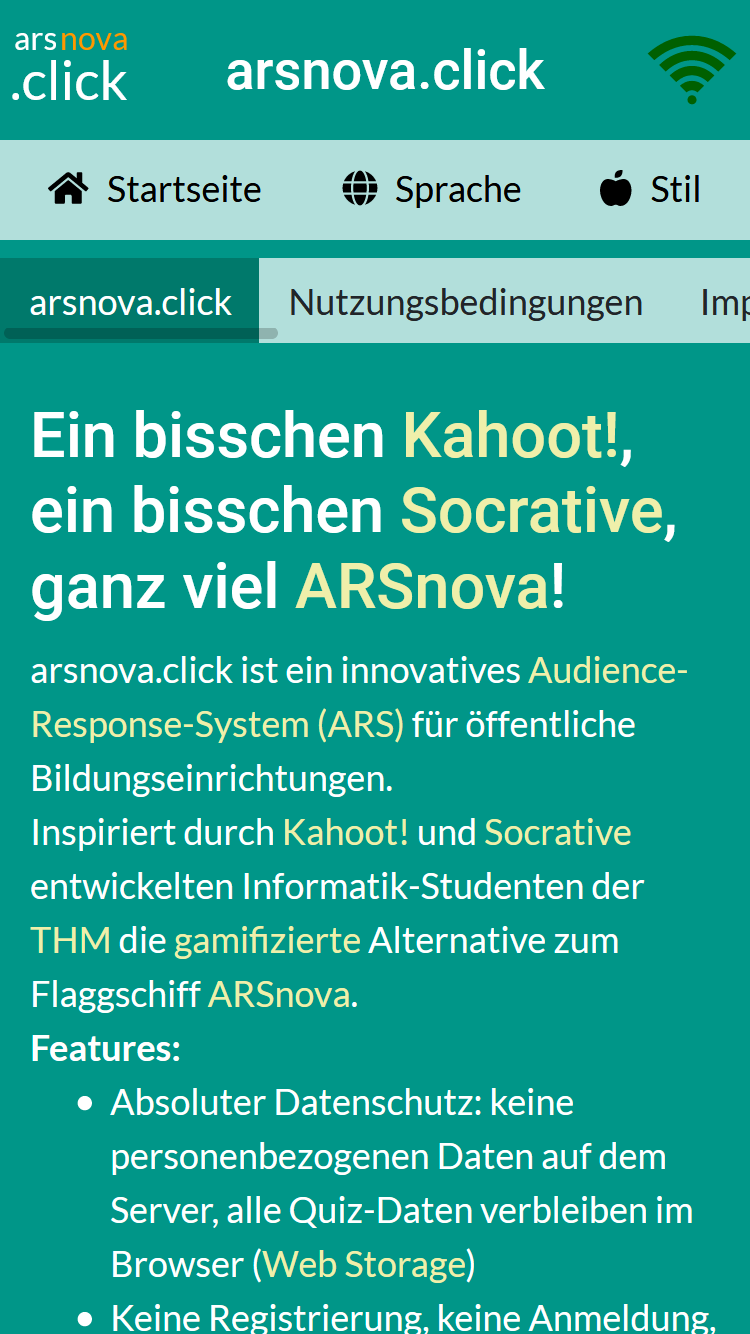 arsnova
.click
arsnova.click
Startseite
Sprache
Stil
arsnova.click
Nutzungsbedingungen
Imp
Ein bisschen Kahoot!,
ein bisschen Socrative,
ganz viel ARSnova!
arsnova.click ist ein innovatives Audience-
Response-System (ARS) für öffentliche
Bildungseinrichtungen.
Inspiriert durch Kahoot! und Socrative
entwickelten Informatik-Studenten der
THM die gamifizierte Alternative zum
Flaggschiff ARSnova.
Features:
• Absoluter Datenschutz: keine
personenbezogenen Daten auf dem
Server, alle Quiz-Daten verbleiben im
Browser (Web Storage)
• Keine Registrierung, keine Anmeldung,